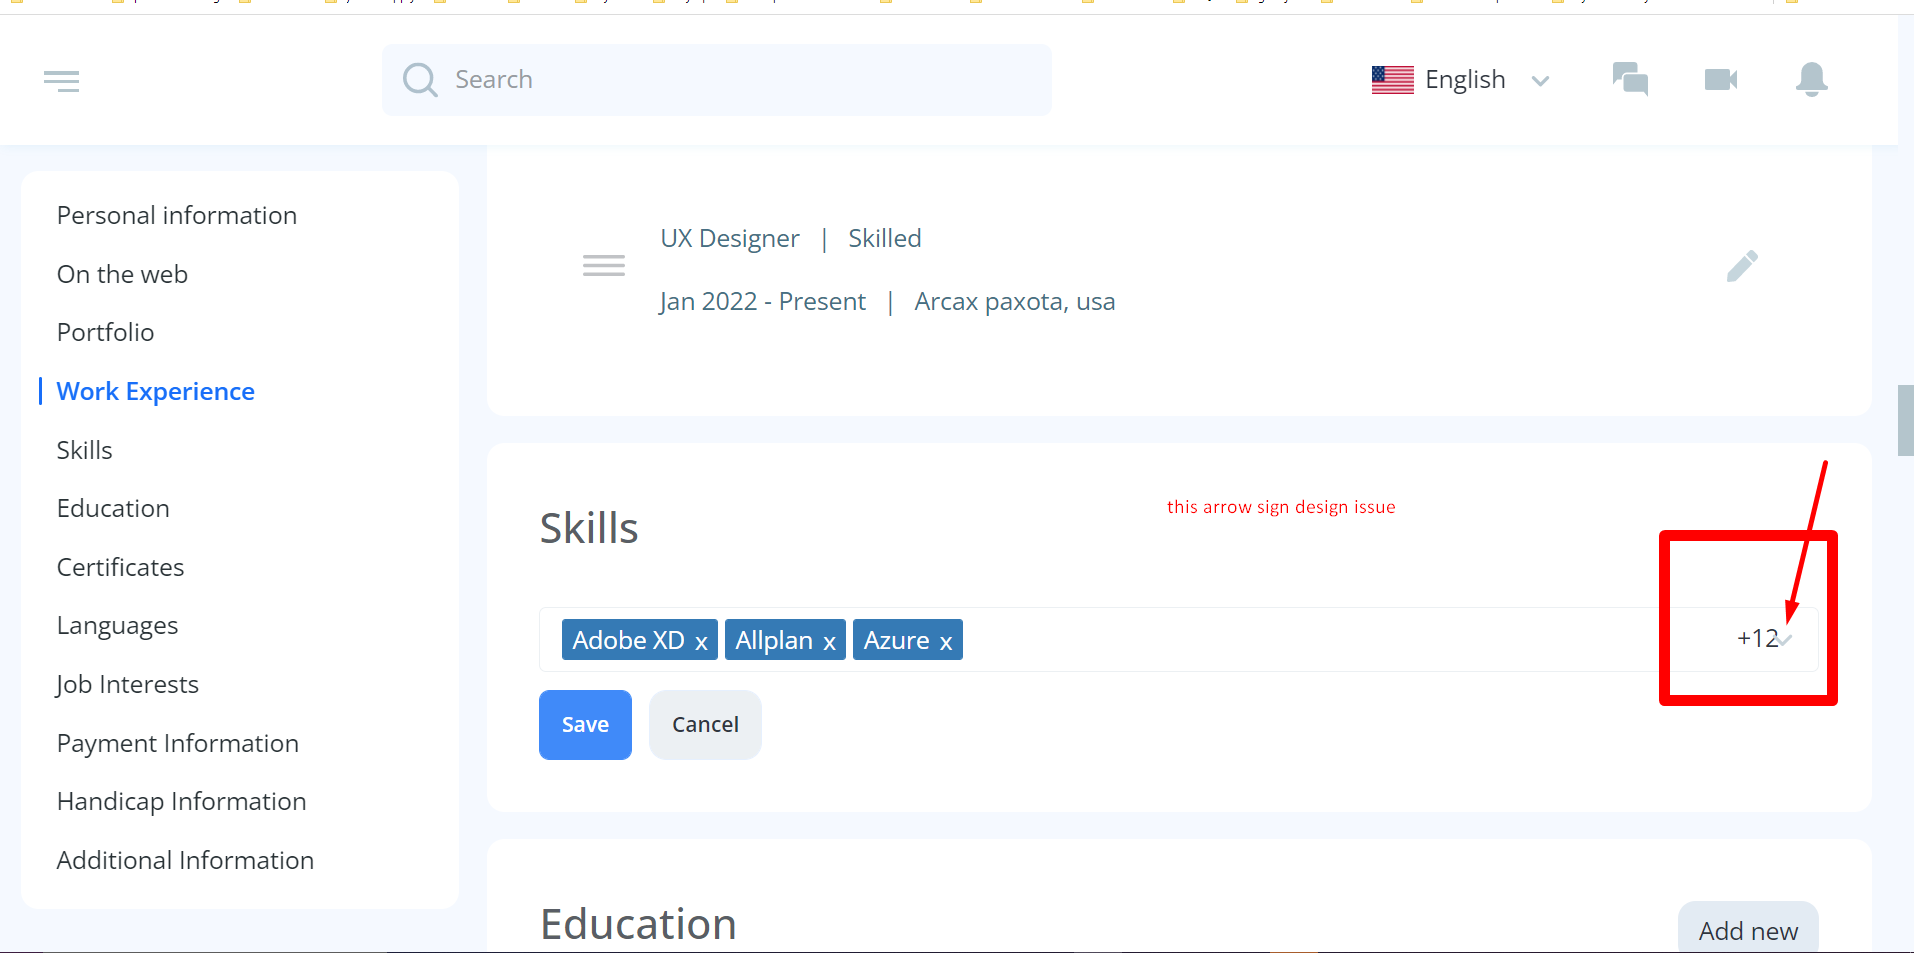 Search
English
Personal information
On the web
Portfolio
Work Experience
Skills
Education
Certificates
Languages
Job Interests
Payment Information
Handicap Information
Additional Information
UX Designer | Skilled
Jan 2022 - Present | Arcax paxota, usa
this arrow sign design issue
Skills
Adobe XD x Allplan x Azure x +12
Save Cancel
Education
Add new